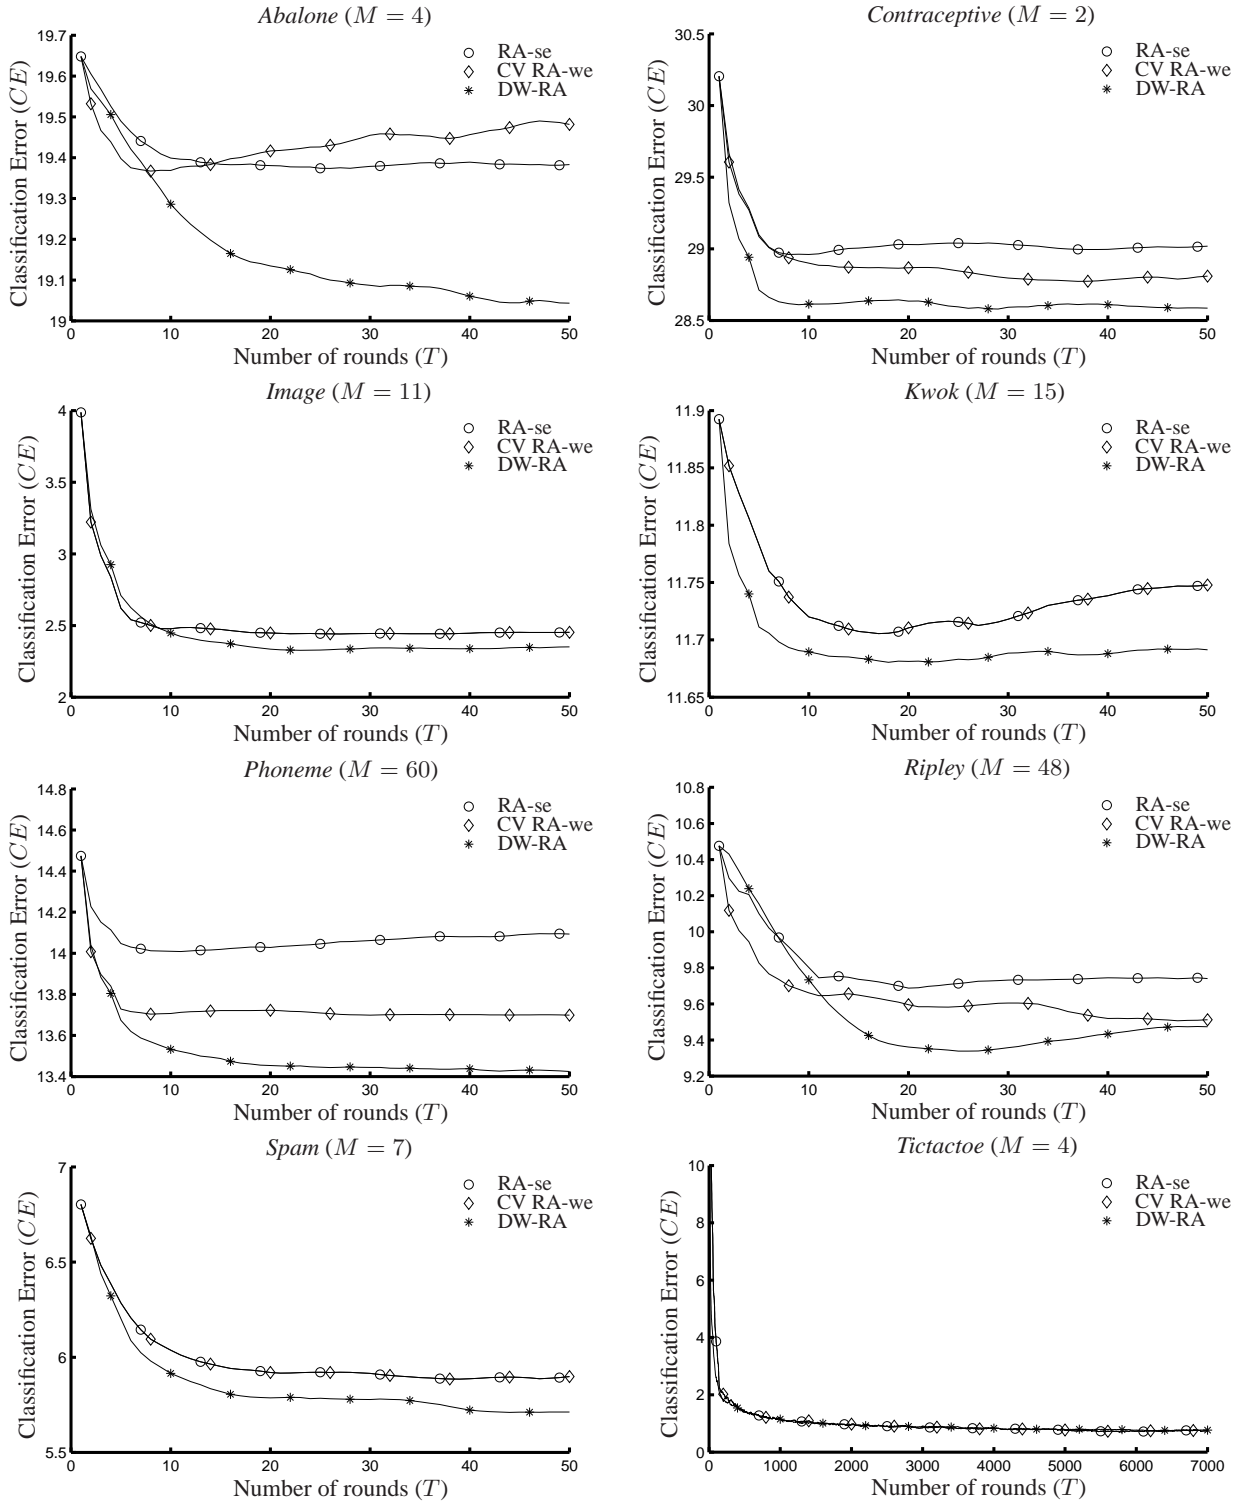 Abalone (M = 4)
19.7
19.6
19.5
19.4
19.3
19.2
19.1
19
0 10 20 30 40 50
Classification Error (CE)
Number of rounds (T)
RA-se
CV RA-we
DW-RA
Contraceptive (M = 2)
30.5
30
29.5
29
28.5
0 10 20 30 40 50
Classification Error (CE)
Number of rounds (T)
RA-se
CV RA-we
DW-RA
Image (M = 11)
4
3.5
3
2.5
2
0 10 20 30 40 50
Classification Error (CE)
Number of rounds (T)
RA-se
CV RA-we
DW-RA
Kwok (M = 15)
11.9
11.85
11.8
11.75
11.7
11.65
0 10 20 30 40 50
Classification Error (CE)
Number of rounds (T)
RA-se
CV RA-we
DW-RA
Phoneme (M = 60)
14.8
14.6
14.4
14.2
14
13.8
13.6
13.4
0 10 20 30 40 50
Classification Error (CE)
Number of rounds (T)
RA-se
CV RA-we
DW-RA
Ripley (M = 48)
10.8
10.6
10.4
10.2
10
9.8
9.6
9.4
9.2
0 10 20 30 40 50
Classification Error (CE)
Number of rounds (T)
RA-se
CV RA-we
DW-RA
Spam (M = 7)
7
6.5
6
5.5
0 10 20 30 40 50
Classification Error (CE)
Number of rounds (T)
RA-se
CV RA-we
DW-RA
Tictactoe (M = 4)
10
8
6
4
2
0
0 1000 2000 3000 4000 5000 6000 7000
Classification Error (CE)
Number of rounds (T)
RA-se
CV RA-we
DW-RA